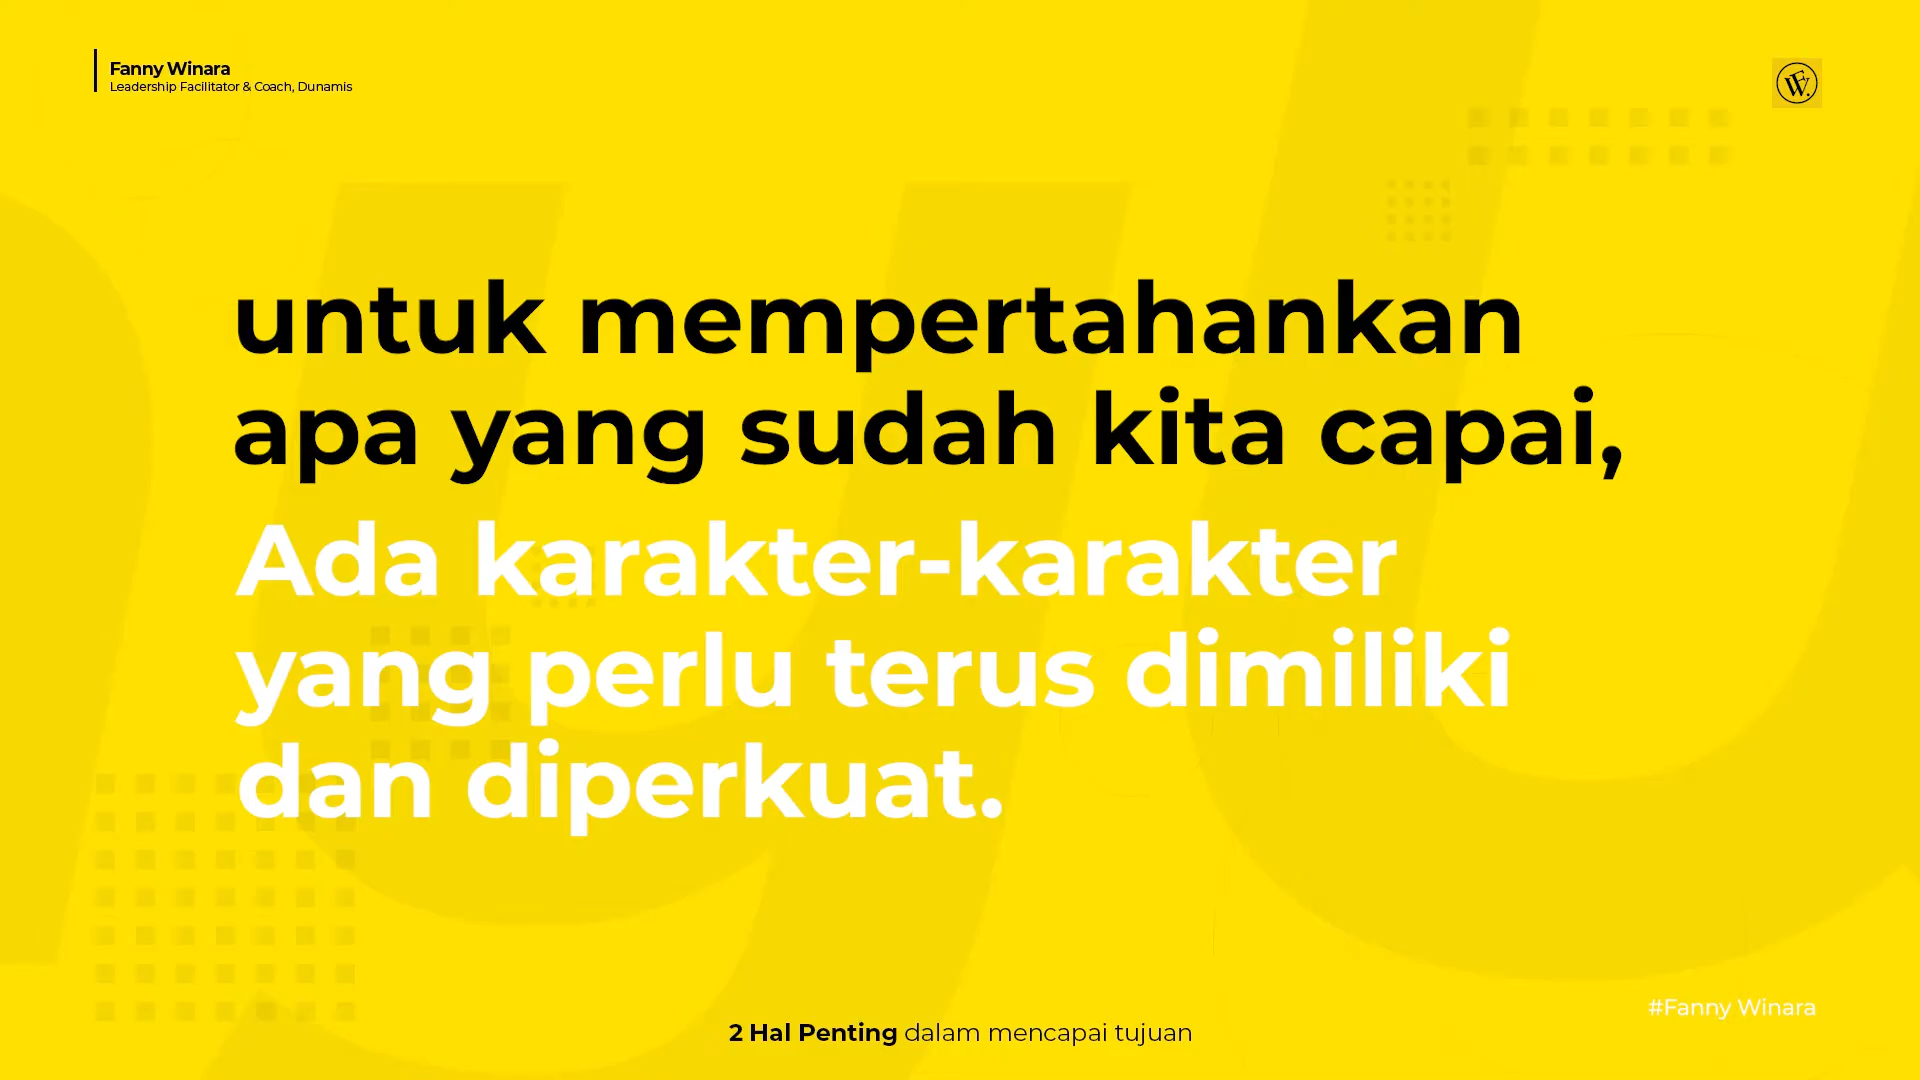 Fanny Winara
Leadership Facilitator & Coach, Dunamis
untuk mempertahankan
apa yang sudah kita capai,
Ada karakter-karakter
yang perlu terus dimiliki
dan diperkuat.
#Fanny Winara
2 Hal Penting dalam mencapai tujuan